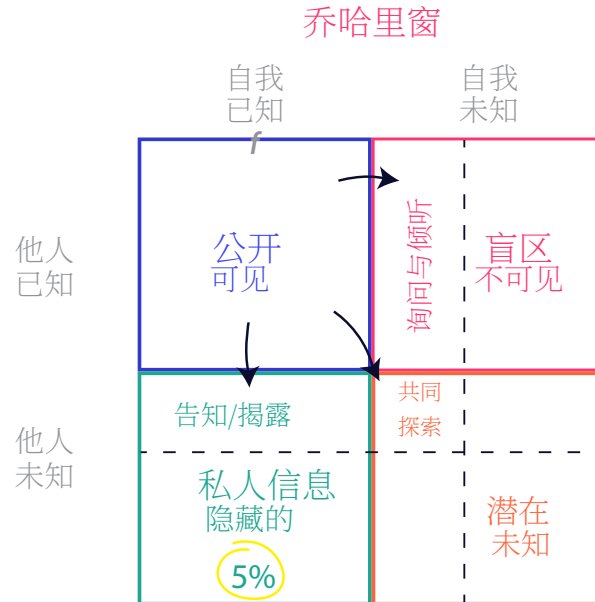 乔哈里窗
自我
已知
自我
未知
f
他人
已知
公开
可见
询问与倾听
盲区
不可见
他人
未知
告知/揭露
共同
探索
私人信息
隐藏的
5%
潜在
未知